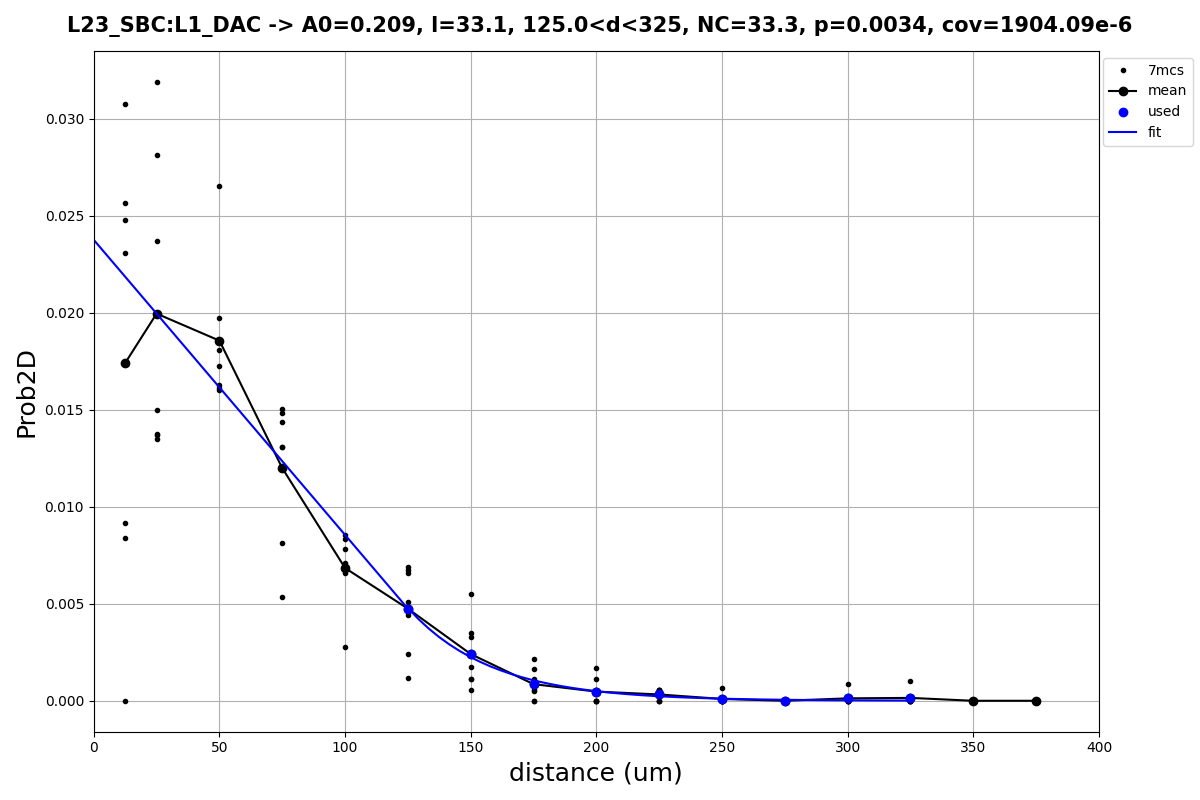 L23_SBC:L1_DAC -> A0=0.209, l=33.1, 125.0<d<325, NC=33.3, p=0.0034, cov=1904.09e-6
7mcs
mean
used
fit
Prob2D
0.030
0.025
0.020
0.015
0.010
0.005
0.000
0 50 100 150 200 250 300 350 400
distance (um)